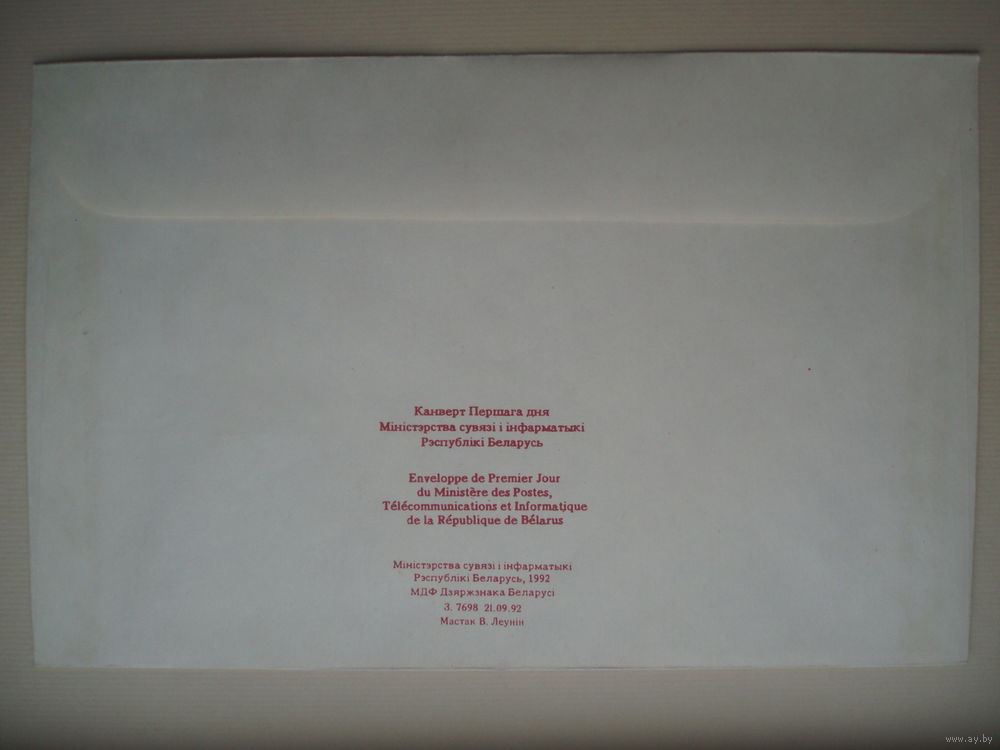 Канверт Першага дня
Міністэрства сувязі і інфарматыкі
Рэспублікі Беларусь
Enveloppe de Premier Jour
du Ministère des Postes,
Télécommunications et Informatique
de la République de Bélarus
Міністэрства сувязі і інфарматыкі
Рэспублікі Беларусь, 1992
МДФ Дзяржзнака Беларусі
З. 7698 21.09.92
Мастак В. Леунін
www.ay.by